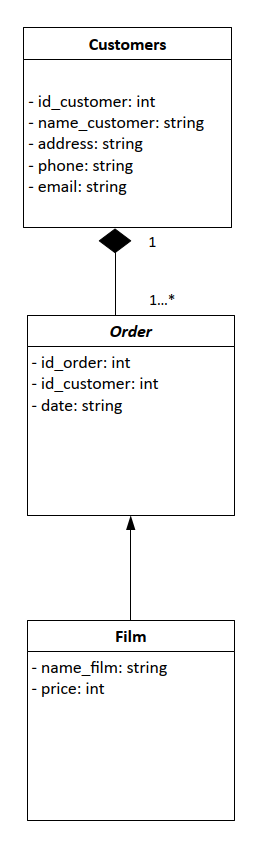 Customers
- id_customer: int
- name_customer: string
- address: string
- phone: string
- email: string
1
1...*
Order
- id_order: int
- id_customer: int
- date: string
Film
- name_film: string
- price: int